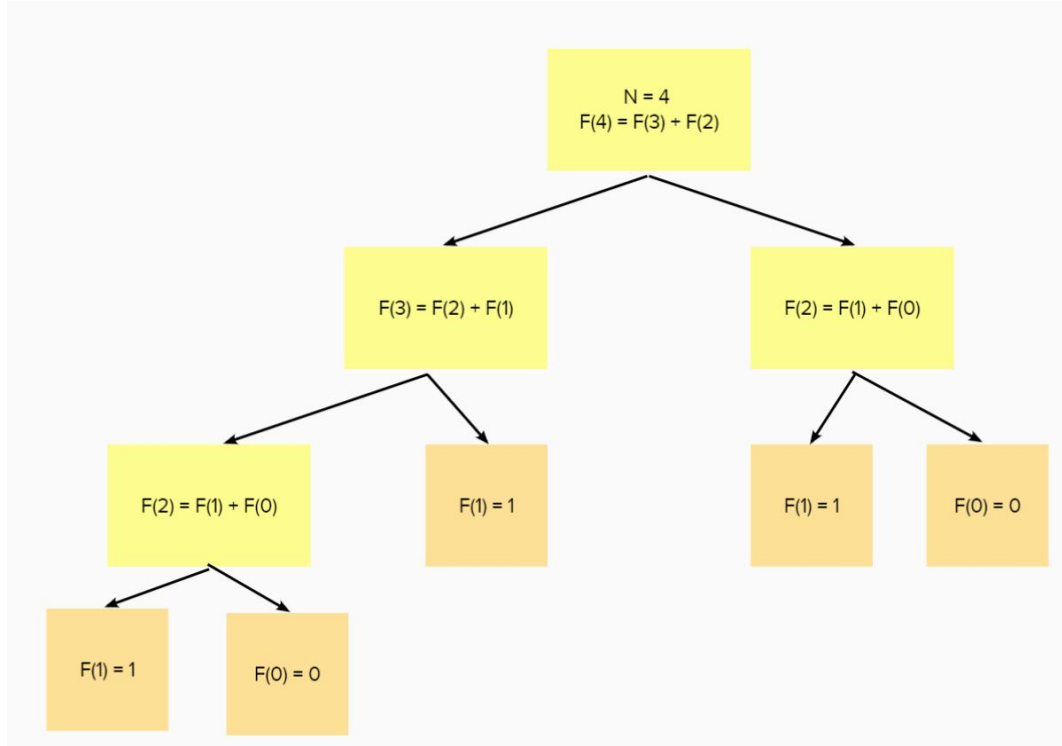 N = 4
F(4) = F(3) + F(2)
F(3) = F(2) + F(1)
F(2) = F(1) + F(0)
F(2) = F(1) + F(0)
F(1) = 1
F(1) = 1
F(0) = 0
F(1) = 1
F(0) = 0